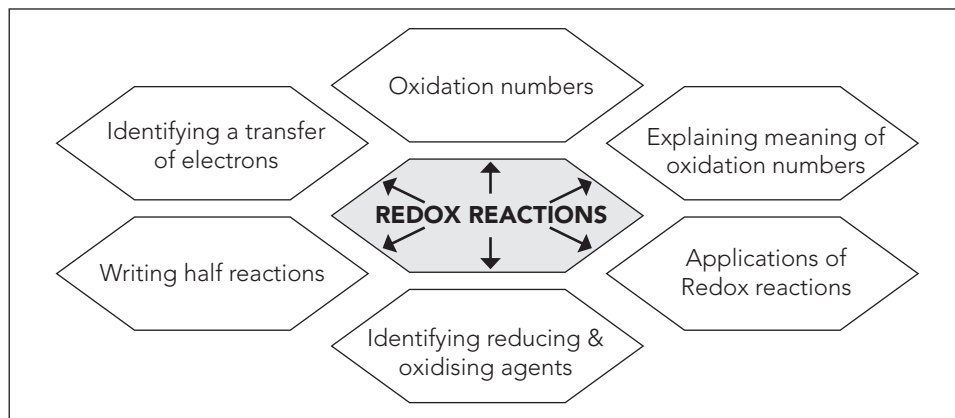 Oxidation numbers
Identifying a transfer
of electrons
Explaining meaning of
oxidation numbers
REDOX REACTIONS
Writing half reactions
Applications of
Redox reactions
Identifying reducing &
oxidising agents